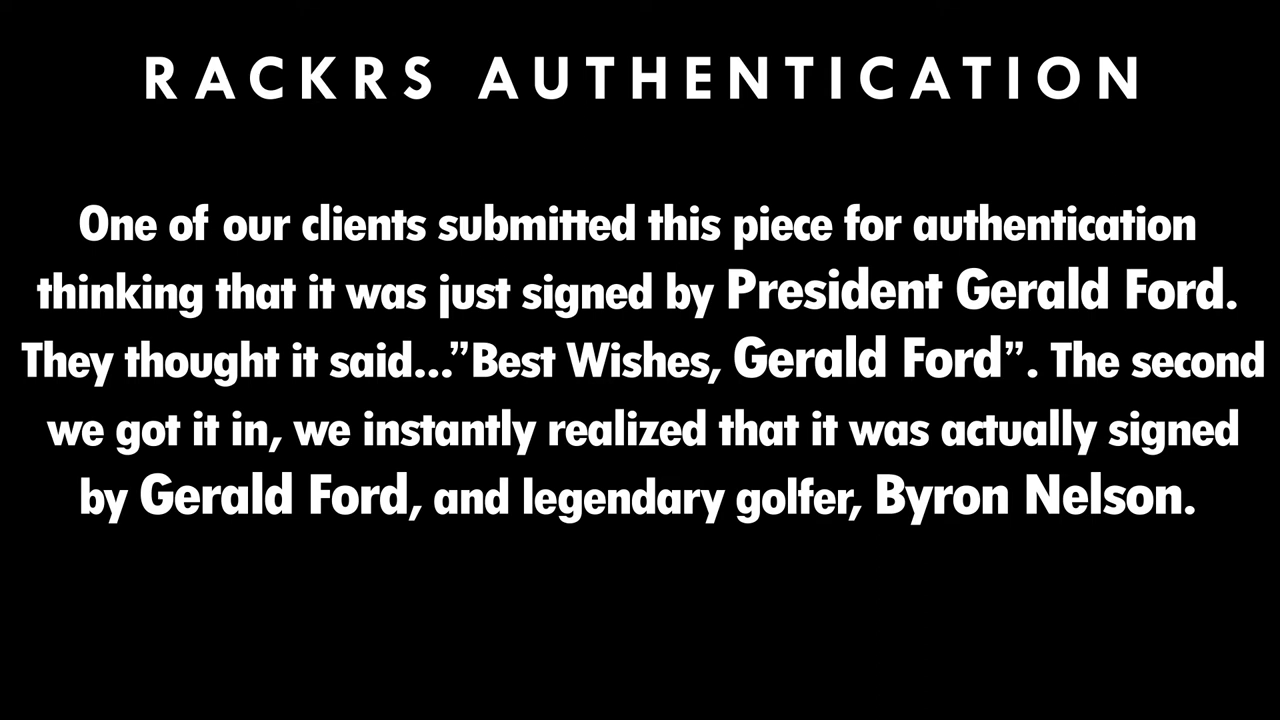 RACKRS AUTHENTICATION
One of our clients submitted this piece for authentication
thinking that it was just signed by President Gerald Ford.
They thought it said...”Best Wishes, Gerald Ford”. The second
we got it in, we instantly realized that it was actually signed
by Gerald Ford, and legendary golfer, Byron Nelson.